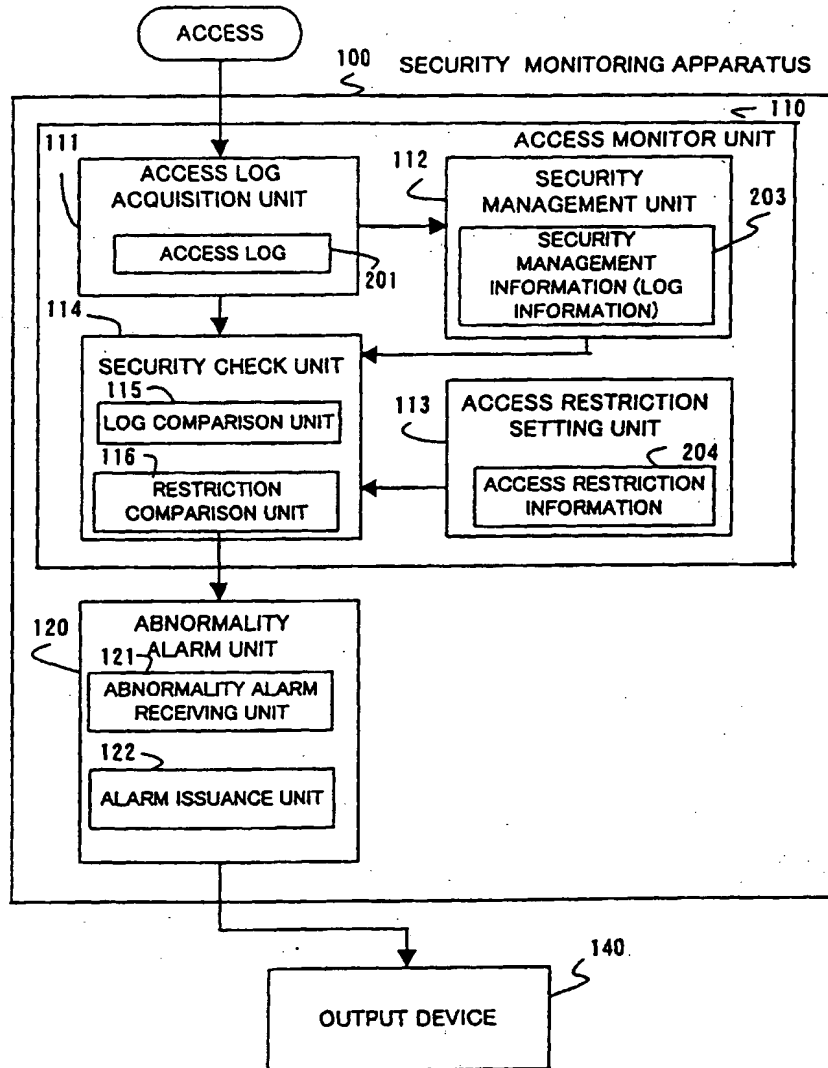 ACCESS
100
SECURITY MONITORING APPARATUS
110
ACCESS MONITOR UNIT
111
ACCESS LOG
ACQUISITION UNIT
ACCESS LOG
201
112
SECURITY
MANAGEMENT UNIT
203
SECURITY
MANAGEMENT
INFORMATION (LOG
INFORMATION)
114
SECURITY CHECK UNIT
115
LOG COMPARISON UNIT
116
RESTRICTION
COMPARISON UNIT
113
ACCESS RESTRICTION
SETTING UNIT
204
ACCESS RESTRICTION
INFORMATION
120
ABNORMALITY
ALARM UNIT
121
ABNORMALITY ALARM
RECEIVING UNIT
122
ALARM ISSUANCE UNIT
140
OUTPUT DEVICE